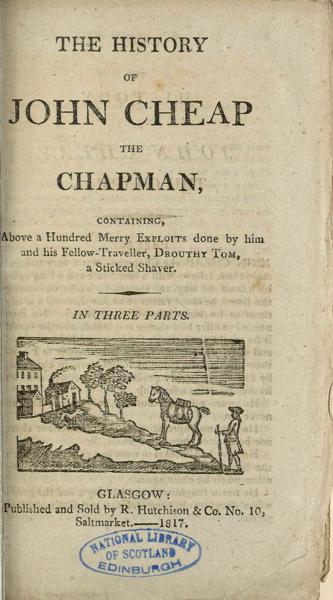 THE HISTORY
OF
JOHN CHEAP
THE
CHAPMAN,
CONTAINING,
Above a Hundred Merry Exploits done by him
and his Fellow-Traveller, Drouthy Tom,
a Sticked Shaver.
IN THREE PARTS.
GLASGOW:
Published and Sold by R. Hutchison & Co. No. 10,
Saltmarket.——1817.
NATIONAL LIBRARY
OF SCOTLAND
EDINBURGH